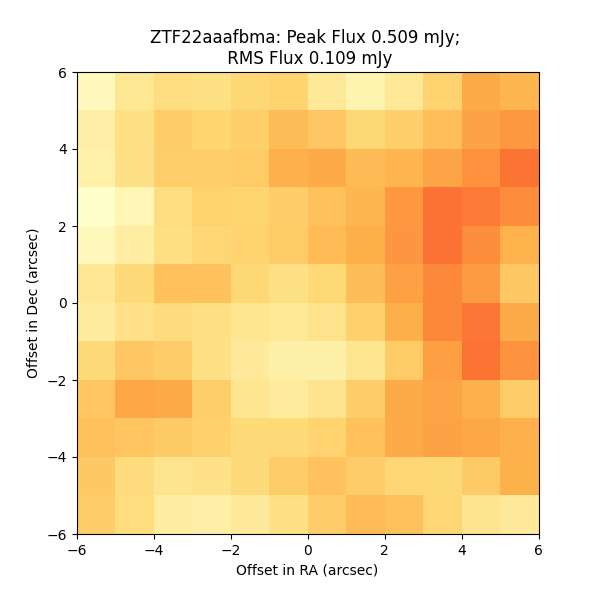 ZTF22aaafbma: Peak Flux 0.509 mJy;
RMS Flux 0.109 mJy
6
4
2
0
−2
−4
−6
Offset in Dec (arcsec)
−6 −4 −2 0 2 4 6
Offset in RA (arcsec)